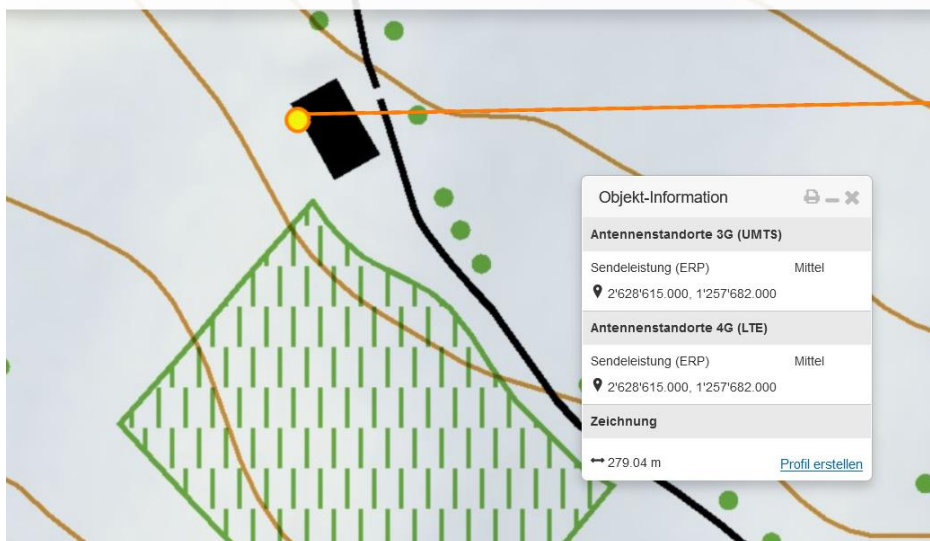 Objekt-Information
Antennenstandorte 3G (UMTS)
Sendeleistung (ERP) Mittel
2'628'615.000, 1'257'682.000
Antennenstandorte 4G (LTE)
Sendeleistung (ERP) Mittel
2'628'615.000, 1'257'682.000
Zeichnung
279.04 m Profil erstellen